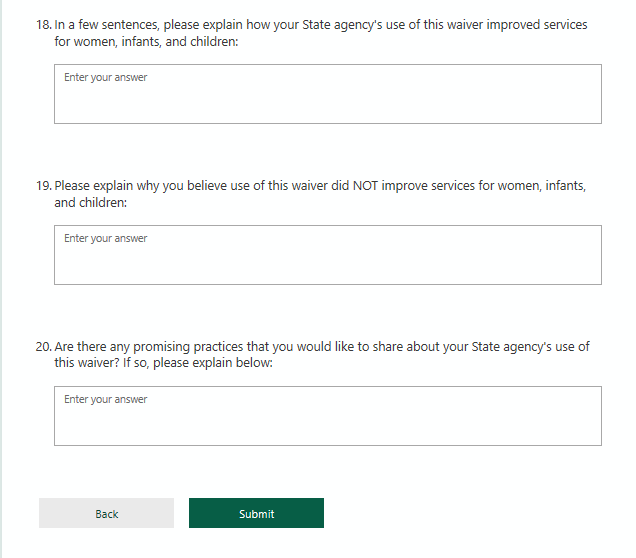 18. In a few sentences, please explain how your State agency's use of this waiver improved services
for women, infants, and children:
Enter your answer
19. Please explain why you believe use of this waiver did NOT improve services for women, infants,
and children:
Enter your answer
20. Are there any promising practices that you would like to share about your State agency's use of
this waiver? If so, please explain below:
Enter your answer
Back Submit